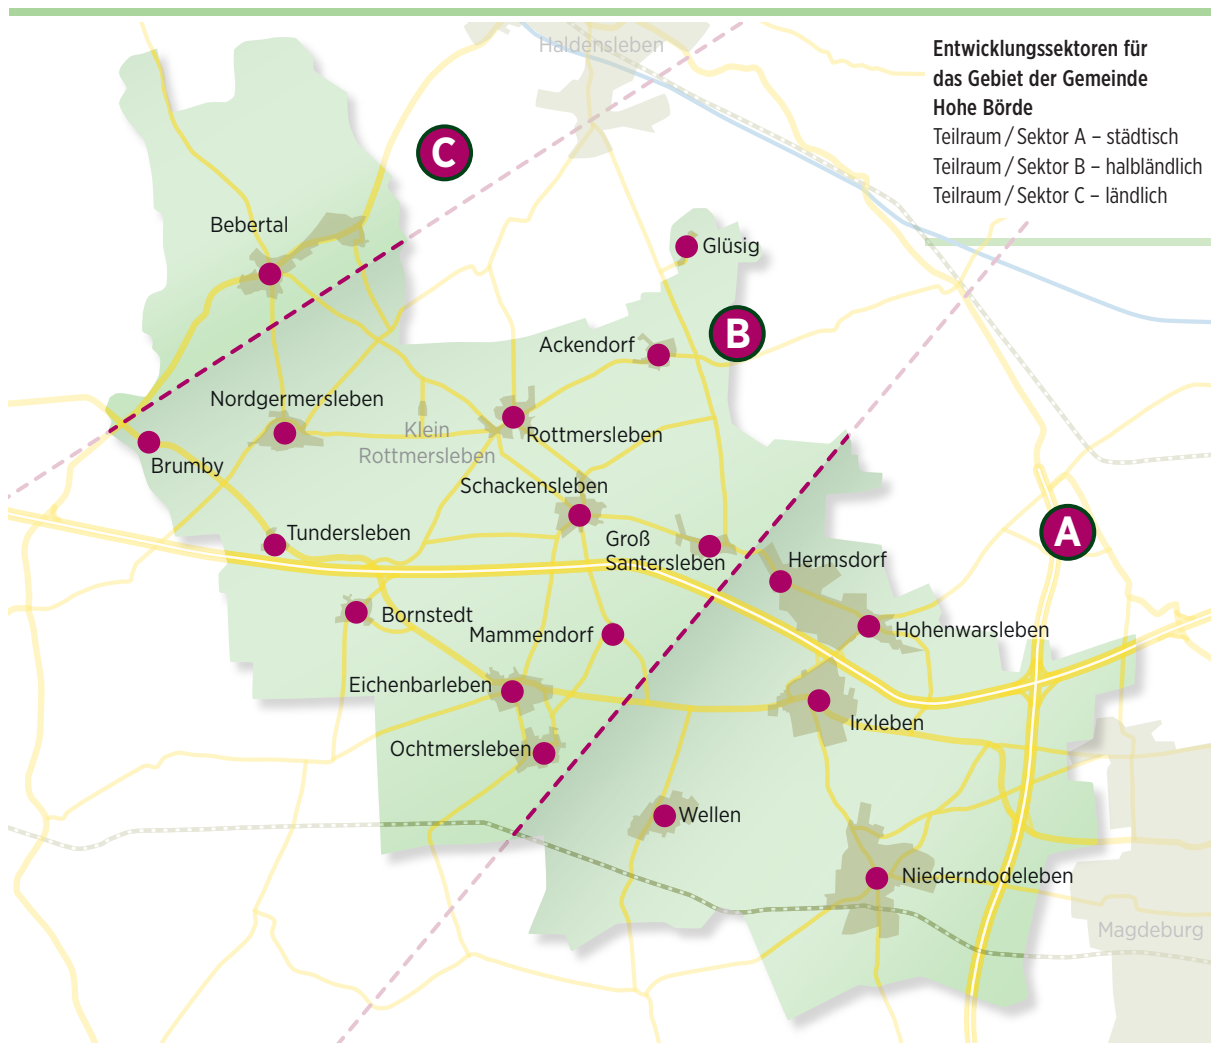 Haldensleben
Entwicklungssektoren für
das Gebiet der Gemeinde
Hohe Börde
Teilraum / Sektor A – städtisch
Teilraum / Sektor B – halbländlich
Teilraum / Sektor C – ländlich
C
Bebertal
Glüsig
B
Ackendorf
Nordgermersleben
Klein
Rottmersleben
Rottmersleben
Brumby
Schackensleben
Tundersleben
Groß
Santersleben
A
Hermsdorf
Bornstedt
Mammendorf
Hohenwarsleben
Eichenbarleben
Irxleben
Ochtmersleben
Wellen
Niederndodeleben
Magdeburg